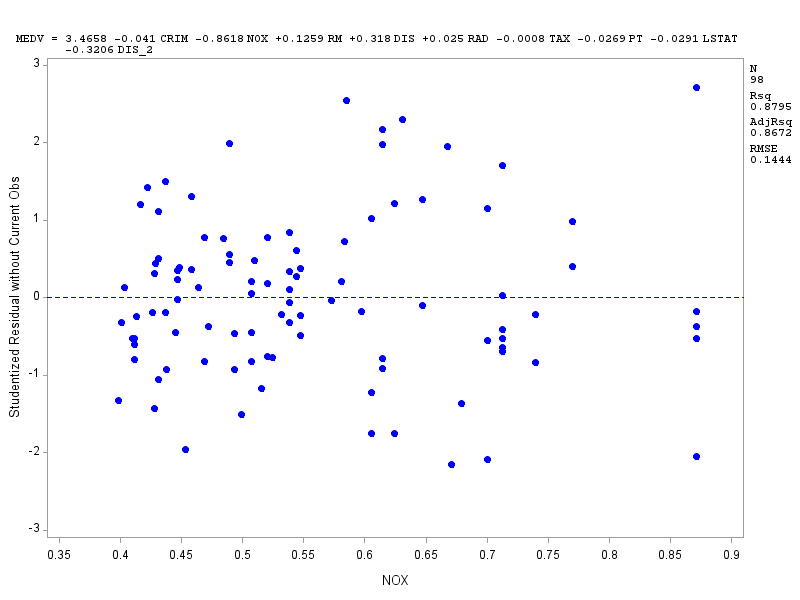 MEDV = 3.4658 -0.041 CRIM -0.8618 NOX +0.1259 RM +0.318 DIS +0.025 RAD -0.0008 TAX -0.0269 PT -0.0291 LSTAT
-0.3206 DIS_2
N
98
Rsq
0.8795
AdjRsq
0.8672
RMSE
0.1444
Studentized Residual without Current Obs
3
2
1
0
-1
-2
-3
0.35 0.4 0.45 0.5 0.55 0.6 0.65 0.7 0.75 0.8 0.85 0.9
NOX